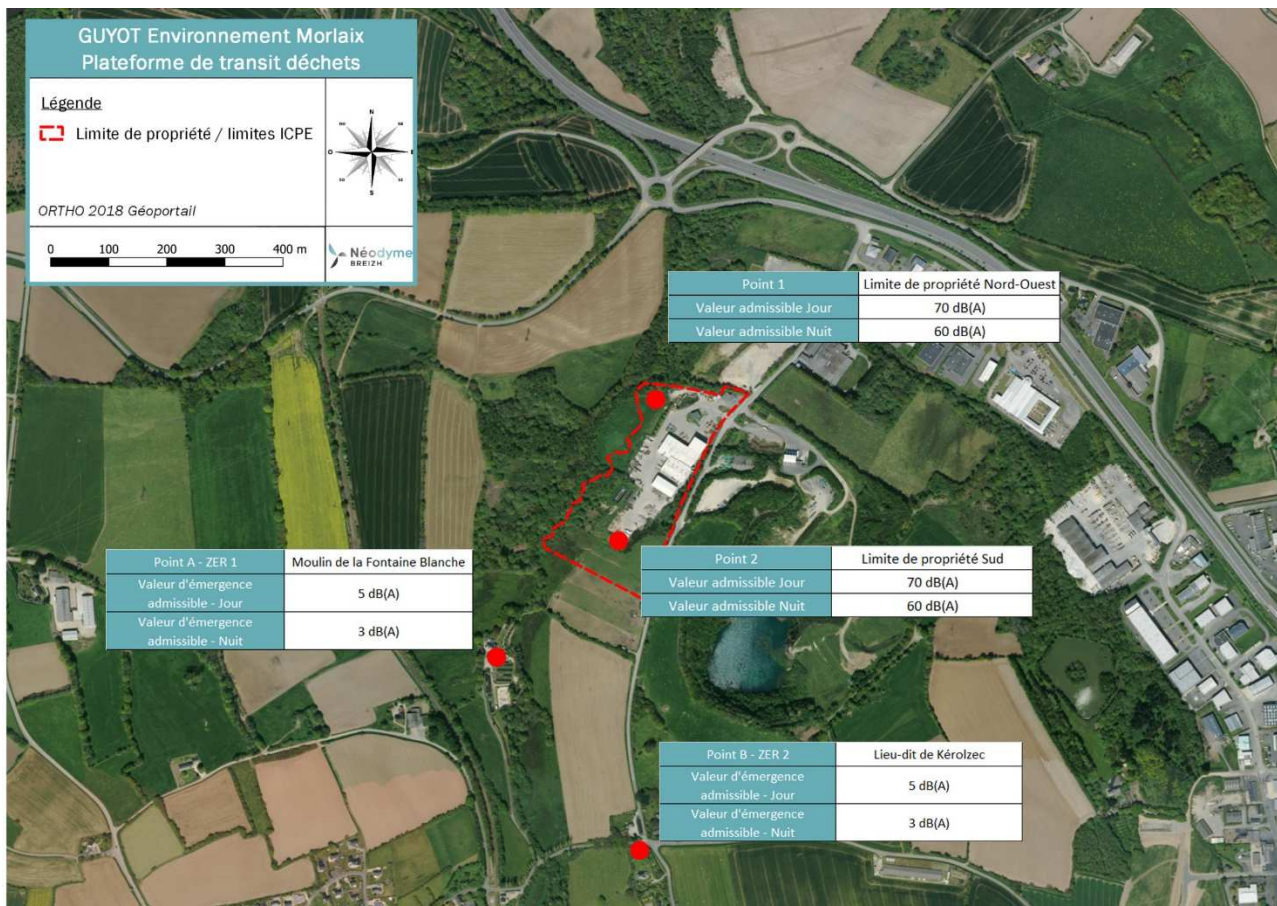 GUYOT Environnement Morlaix
Plateforme de transit déchets
Légende
Limite de propriété / limites ICPE
N
O
S
ORTHO 2018 Géoportail
0 100 200 300 400 m
Néodyme
BREIZH
Point 1 Limite de propriété Nord-Ouest
Valeur admissible Jour 70 dB(A)
Valeur admissible Nuit 60 dB(A)
Point A - ZER 1 Moulin de la Fontaine Blanche
Valeur d'émergence
admissible - Jour 5 dB(A)
Valeur d'émergence
admissible - Nuit 3 dB(A)
Point 2 Limite de propriété Sud
Valeur admissible Jour 70 dB(A)
Valeur admissible Nuit 60 dB(A)
Point B - ZER 2 Lieu-dit de Kérolzec
Valeur d'émergence
admissible - Jour 5 dB(A)
Valeur d'émergence
admissible - Nuit 3 dB(A)